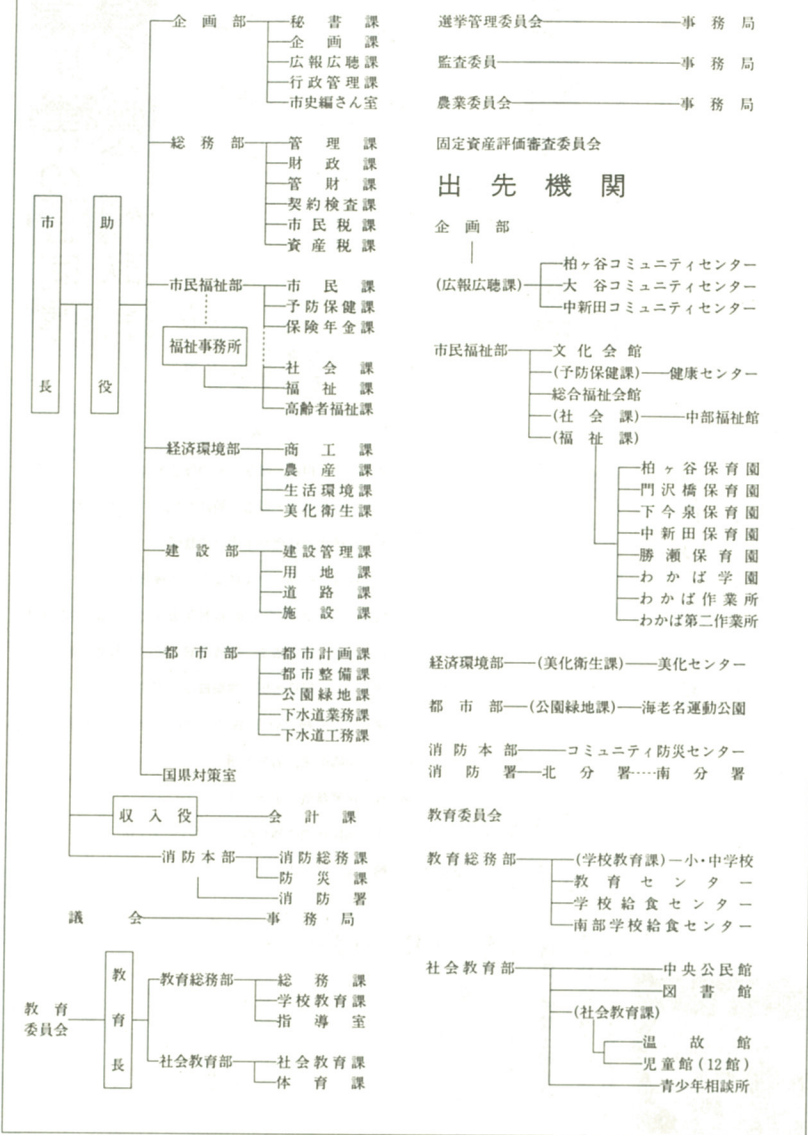 企画部
秘書課
企画課
広報広聴課
行政管理課
市史編さん室
総務部
管理課
財政課
管財課
契約検査課
市民税課
資産税課
市長
助役
市民福祉部
市民課
予防保健課
保険年金課
福祉事務所
社会課
福祉課
高齢者福祉課
経済環境部
商工課
農産課
生活環境課
美化衛生課
建設部
建設管理課
用地課
道路課
施設課
都市部
都市計画課
都市整備課
公園緑地課
下水道業務課
下水道工務課
国県対策室
収入役
会計課
消防本部
消防総務課
防災課
消防署
議会
事務局
教育委員会
教育長
教育総務部
総務課
学校教育課
指導室
社会教育部
社会教育課
体育課
選挙管理委員会 事務局
監査委員 事務局
農業委員会 事務局
固定資産評価審査委員会
出先機関
企画部
(広報広聴課)
柏ヶ谷コミュニティセンター
大谷コミュニティセンター
中新田コミュニティセンター
市民福祉部
文化会館
(予防保健課) 健康センター
総合福祉会館
(社会課) 中部福祉館
(福祉課)
柏ヶ谷保育園
門沢橋保育園
下今泉保育園
中新田保育園
勝瀬保育園
わかば学園
わかば作業所
わかば第二作業所
経済環境部 (美化衛生課) 美化センター
都市部 (公園緑地課) 海老名運動公園
消防本部 コミュニティ防災センター
消防署 北分署 南分署
教育委員会
教育総務部
(学校教育課) 小・中学校
教育センター
学校給食センター
南部学校給食センター
社会教育部
中央公民館
図書館
(社会教育課)
温故館
児童館(12館)
青少年相談所